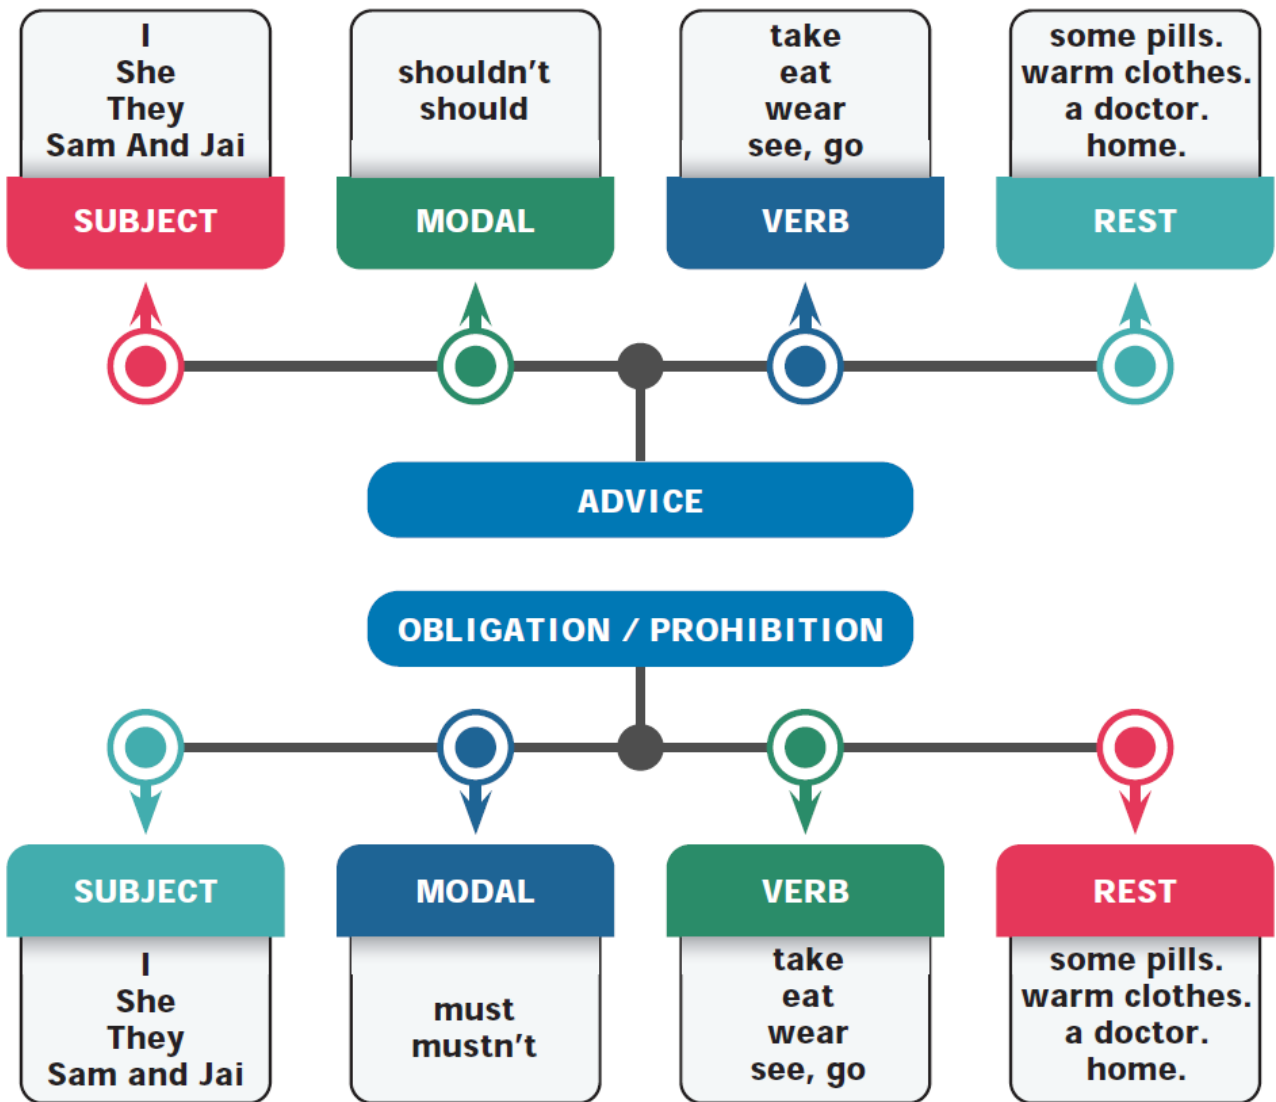 I
She
They
Sam And Jai
SUBJECT
shouldn't
should
MODAL
take
eat
wear
see, go
VERB
some pills.
warm clothes.
a doctor.
home.
REST
ADVICE
OBLIGATION / PROHIBITION
SUBJECT
I
She
They
Sam and Jai
MODAL
must
mustn't
VERB
take
eat
wear
see, go
REST
some pills.
warm clothes.
a doctor.
home.